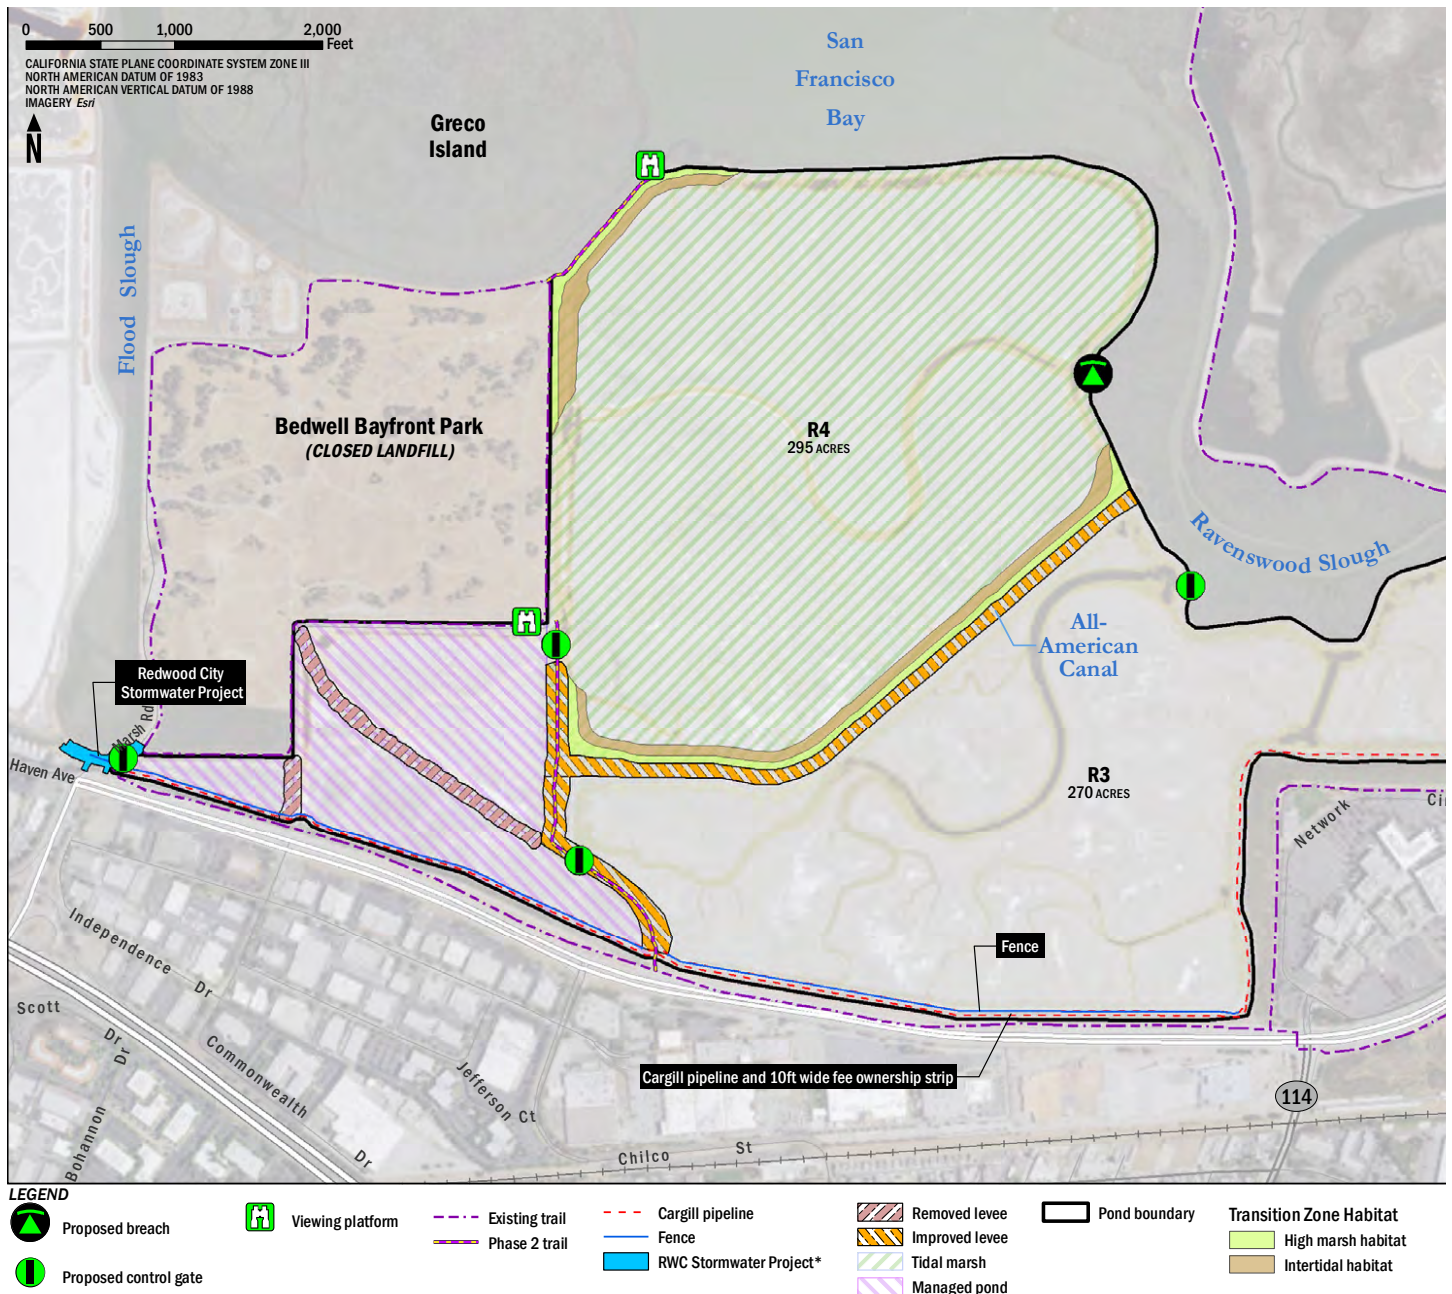 0 500 1,000 2,000
Feet
CALIFORNIA STATE PLANE COORDINATE SYSTEM ZONE III
NORTH AMERICAN DATUM OF 1983
NORTH AMERICAN VERTICAL DATUM OF 1988
IMAGERY Esri
N
San
Francisco
Bay
Greco
Island
Flood Slough
Bedwell Bayfront Park
(CLOSED LANDFILL)
R4
295 ACRES
Ravenswood Slough
All-
American
Canal
Redwood City
Stormwater Project
Marsh Rd
Haven Ave
R3
270 ACRES
Network
Ci
Independence Dr
Fence
Scott
Dr
Dr
Commonwealth
Dr
Bohannon
Jefferson Ct
Cargill pipeline and 10ft wide fee ownership strip
114
Chilco St
LEGEND
Proposed breach
Proposed control gate
Viewing platform
Existing trail
Phase 2 trail
Cargill pipeline
Fence
RWC Stormwater Project*
Removed levee
Improved levee
Tidal marsh
Managed pond
Pond boundary
Transition Zone Habitat
High marsh habitat
Intertidal habitat